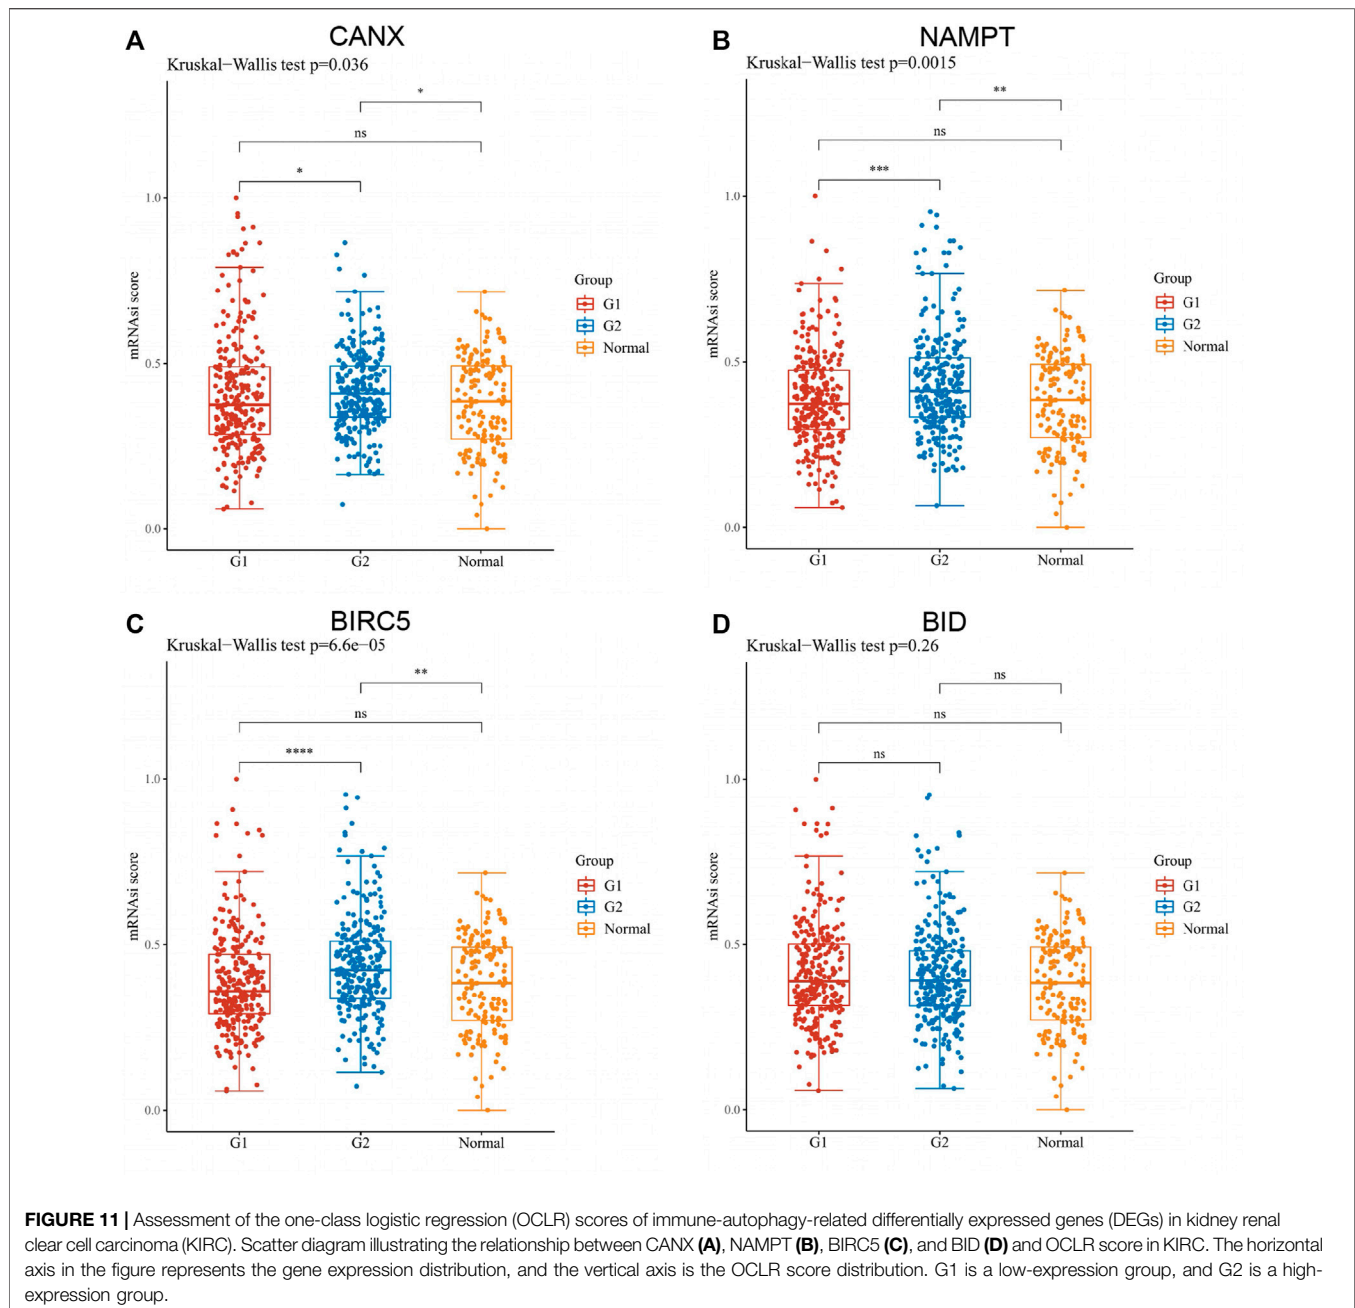 A
CANX
Kruskal−Wallis test p=0.036
*
ns
*
1.0
0.5
0.0
mRNAsi score
G1
G2
Normal
Group
G1
G2
Normal
B
NAMPT
Kruskal−Wallis test p=0.0015
**
ns
***
1.0
0.5
0.0
mRNAsi score
G1
G2
Normal
Group
G1
G2
Normal
C
BIRC5
Kruskal−Wallis test p=6.6e−05
**
ns
****
1.0
0.5
0.0
mRNAsi score
G1
G2
Normal
Group
G1
G2
Normal
D
BID
Kruskal−Wallis test p=0.26
ns
ns
ns
1.0
0.5
0.0
mRNAsi score
G1
G2
Normal
Group
G1
G2
Normal
FIGURE 11 | Assessment of the one-class logistic regression (OCLR) scores of immune-autophagy-related differentially expressed genes (DEGs) in kidney renal
clear cell carcinoma (KIRC). Scatter diagram illustrating the relationship between CANX (A), NAMPT (B), BIRC5 (C), and BID (D) and OCLR score in KIRC. The horizontal
axis in the figure represents the gene expression distribution, and the vertical axis is the OCLR score distribution. G1 is a low-expression group, and G2 is a high-
expression group.